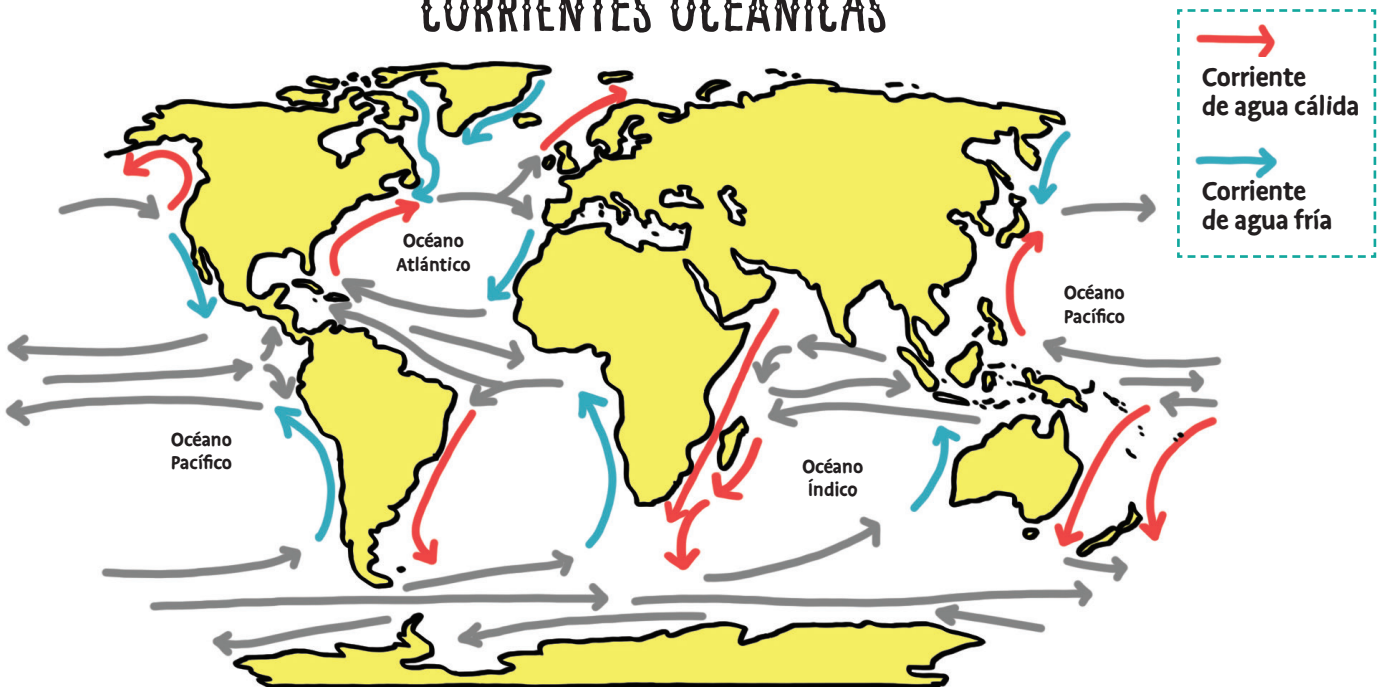 CORRIENTES OCEÁNICAS
Corriente
de agua cálida
Corriente
de agua fría
Océano
Atlántico
Océano
Pacífico
Océano
Pacífico
Océano
Índico